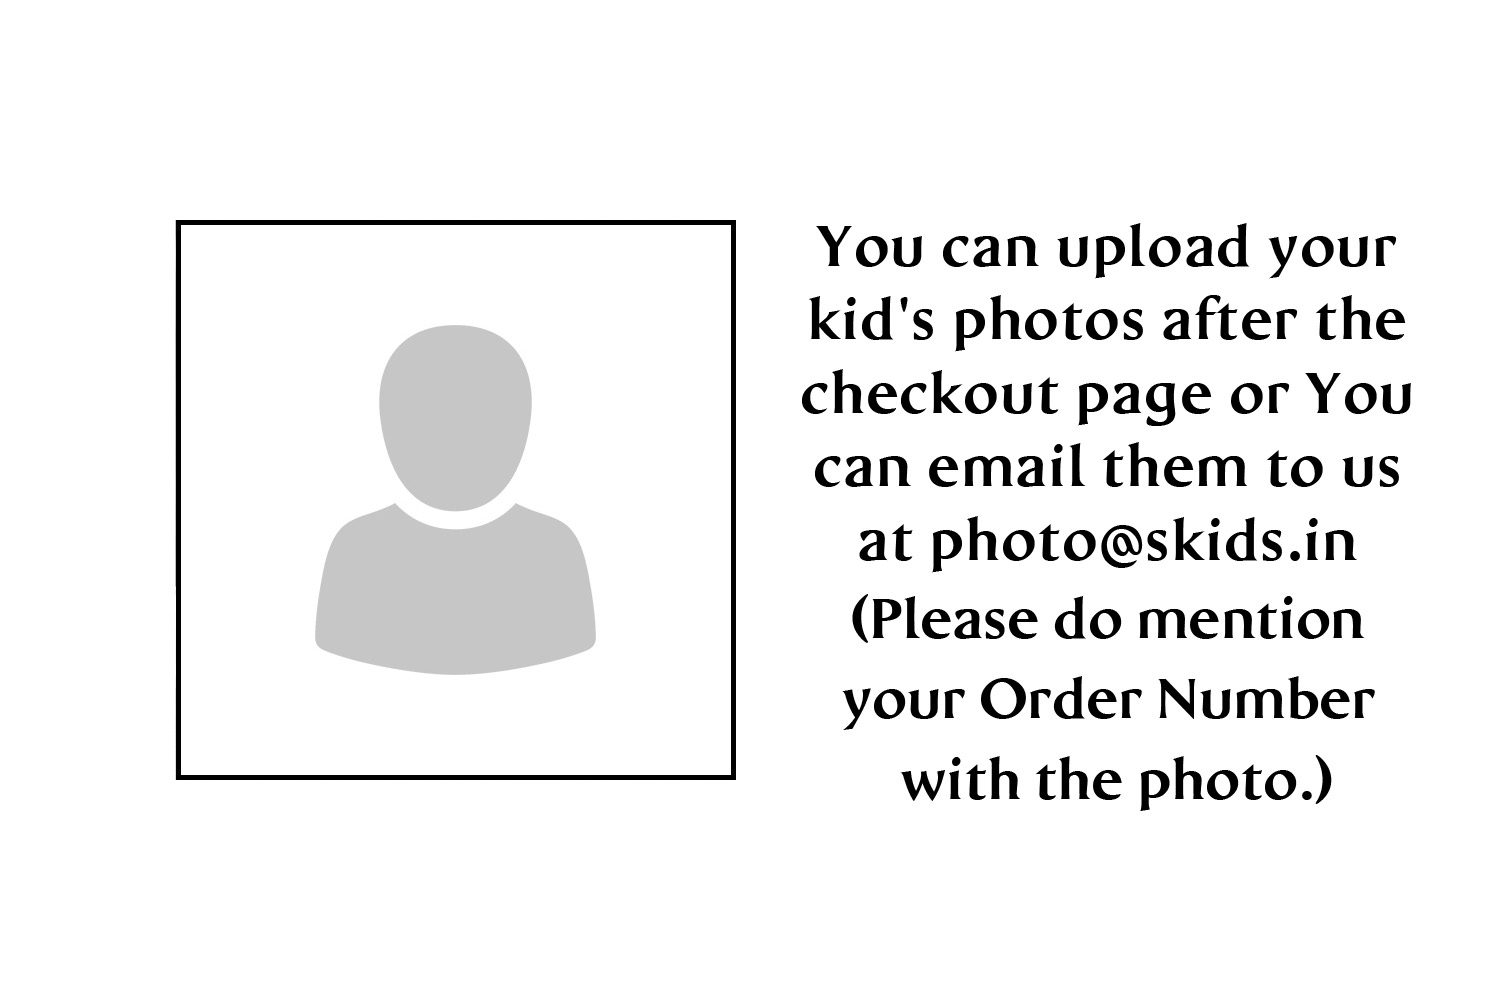 You can upload your
kid's photos after the
checkout page or You
can email them to us
at photo@skids.in
(Please do mention
your Order Number
with the photo.)